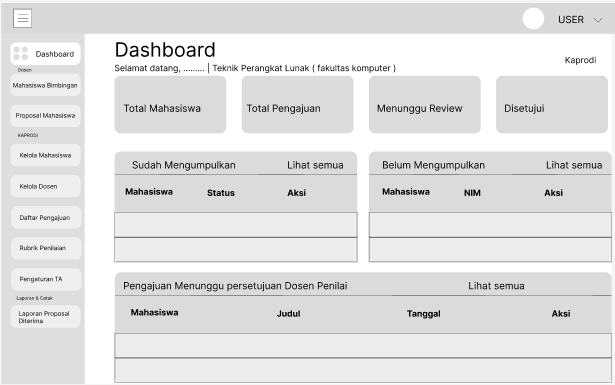 USER
Dashboard
Dosen
Mahasiswa Bimbingan
Proposal Mahasiswa
KAPRODI
Kelola Mahasiswa
Kelola Dosen
Daftar Pengajuan
Rubrik Penilaian
Pengaturan TA
Laporan & Cetak
Laporan Proposal
Diterima
Dashboard
Selamat datang, ......... | Teknik Perangkat Lunak ( fakultas komputer )
Kaprodi
Total Mahasiswa
Total Pengajuan
Menunggu Review
Disetujui
Sudah Mengumpulkan Lihat semua
Mahasiswa Status Aksi
Belum Mengumpulkan Lihat semua
Mahasiswa NIM Aksi
Pengajuan Menunggu persetujuan Dosen Penilai Lihat semua
Mahasiswa Judul Tanggal Aksi